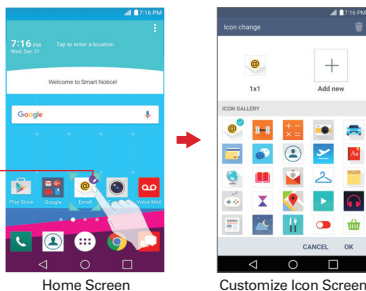 7:16 PM
7:16 PM
Wed, Dec 31
Tap to enter a location
Welcome to Smart Notice!
Google
Play Store
Google
Email
Voice Mail
Home Screen
7:16 PM
Icon change
1x1
Add new
ICON GALLERY
Aa
NEWS
CANCEL
OK
Customize Icon Screen